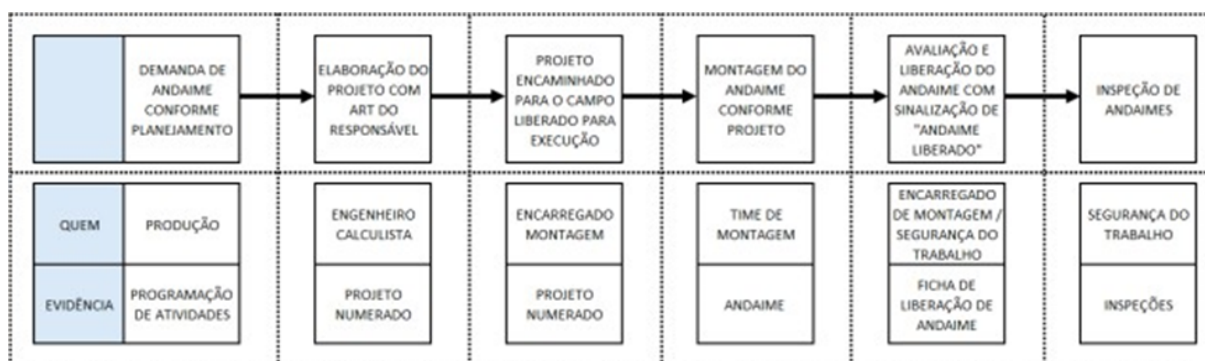 DEMANDA DE
ANDAIME
CONFORME
PLANEJAMENTO
ELABORAÇÃO DO
PROJETO COM
ART DO
RESPONSÁVEL
PROJETO
ENCAMINHADO
PARA O CAMPO
LIBERADO PARA
EXECUÇÃO
MONTAGEM DO
ANDAIME
CONFORME
PROJETO
AVALIAÇÃO E
LIBERAÇÃO DO
ANDAIME COM
SINALIZAÇÃO DE
"ANDAIME
LIBERADO"
INSPEÇÃO DE
ANDAIMES
QUEM
PRODUÇÃO
ENGENHEIRO
CALCULISTA
ENCARREGADO
MONTAGEM
TIME DE
MONTAGEM
ENCARREGADO
DE MONTAGEM /
SEGURANÇA DO
TRABALHO
SEGURANÇA DO
TRABALHO
EVIDÊNCIA
PROGRAMAÇÃO
DE ATIVIDADES
PROJETO
NUMERADO
PROJETO
NUMERADO
ANDAIME
FICHA DE
LIBERAÇÃO DE
ANDAIME
INSPEÇÕES